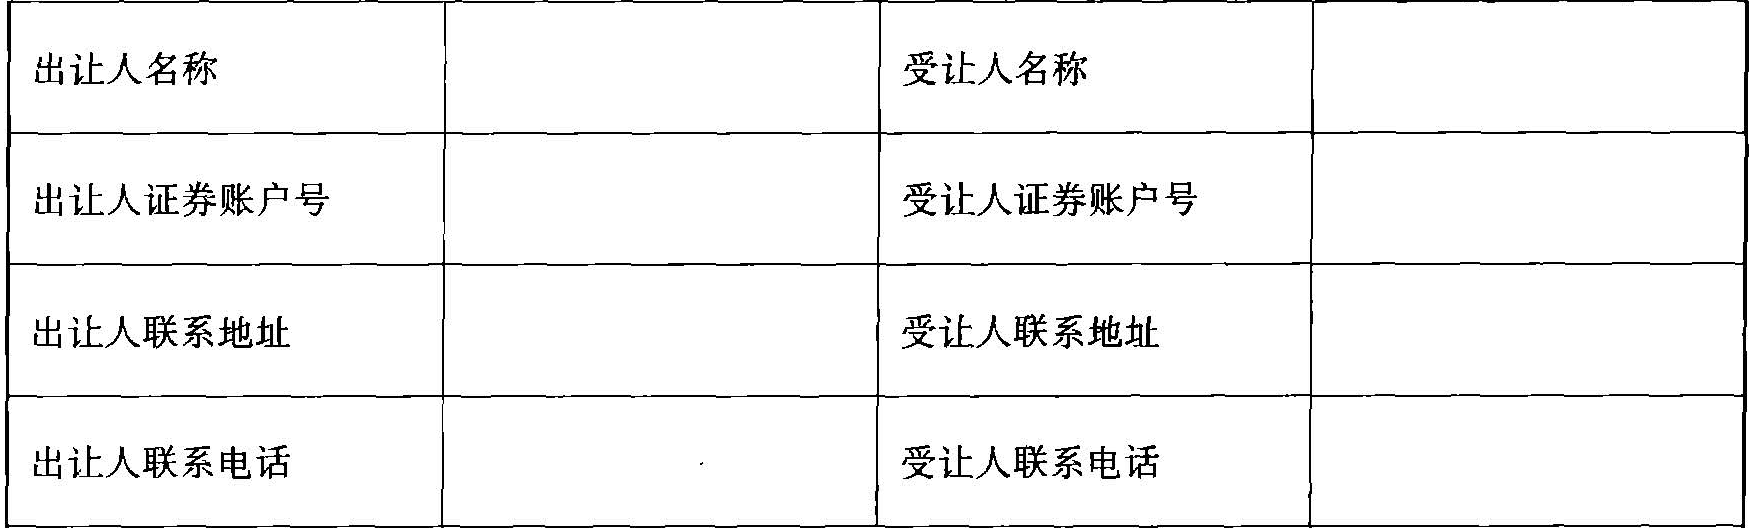 出让人名称
受让人名称
出让人证券账户号
受让人证券账户号
出让人联系地址
受让人联系地址
出让人联系电话
受让人联系电话